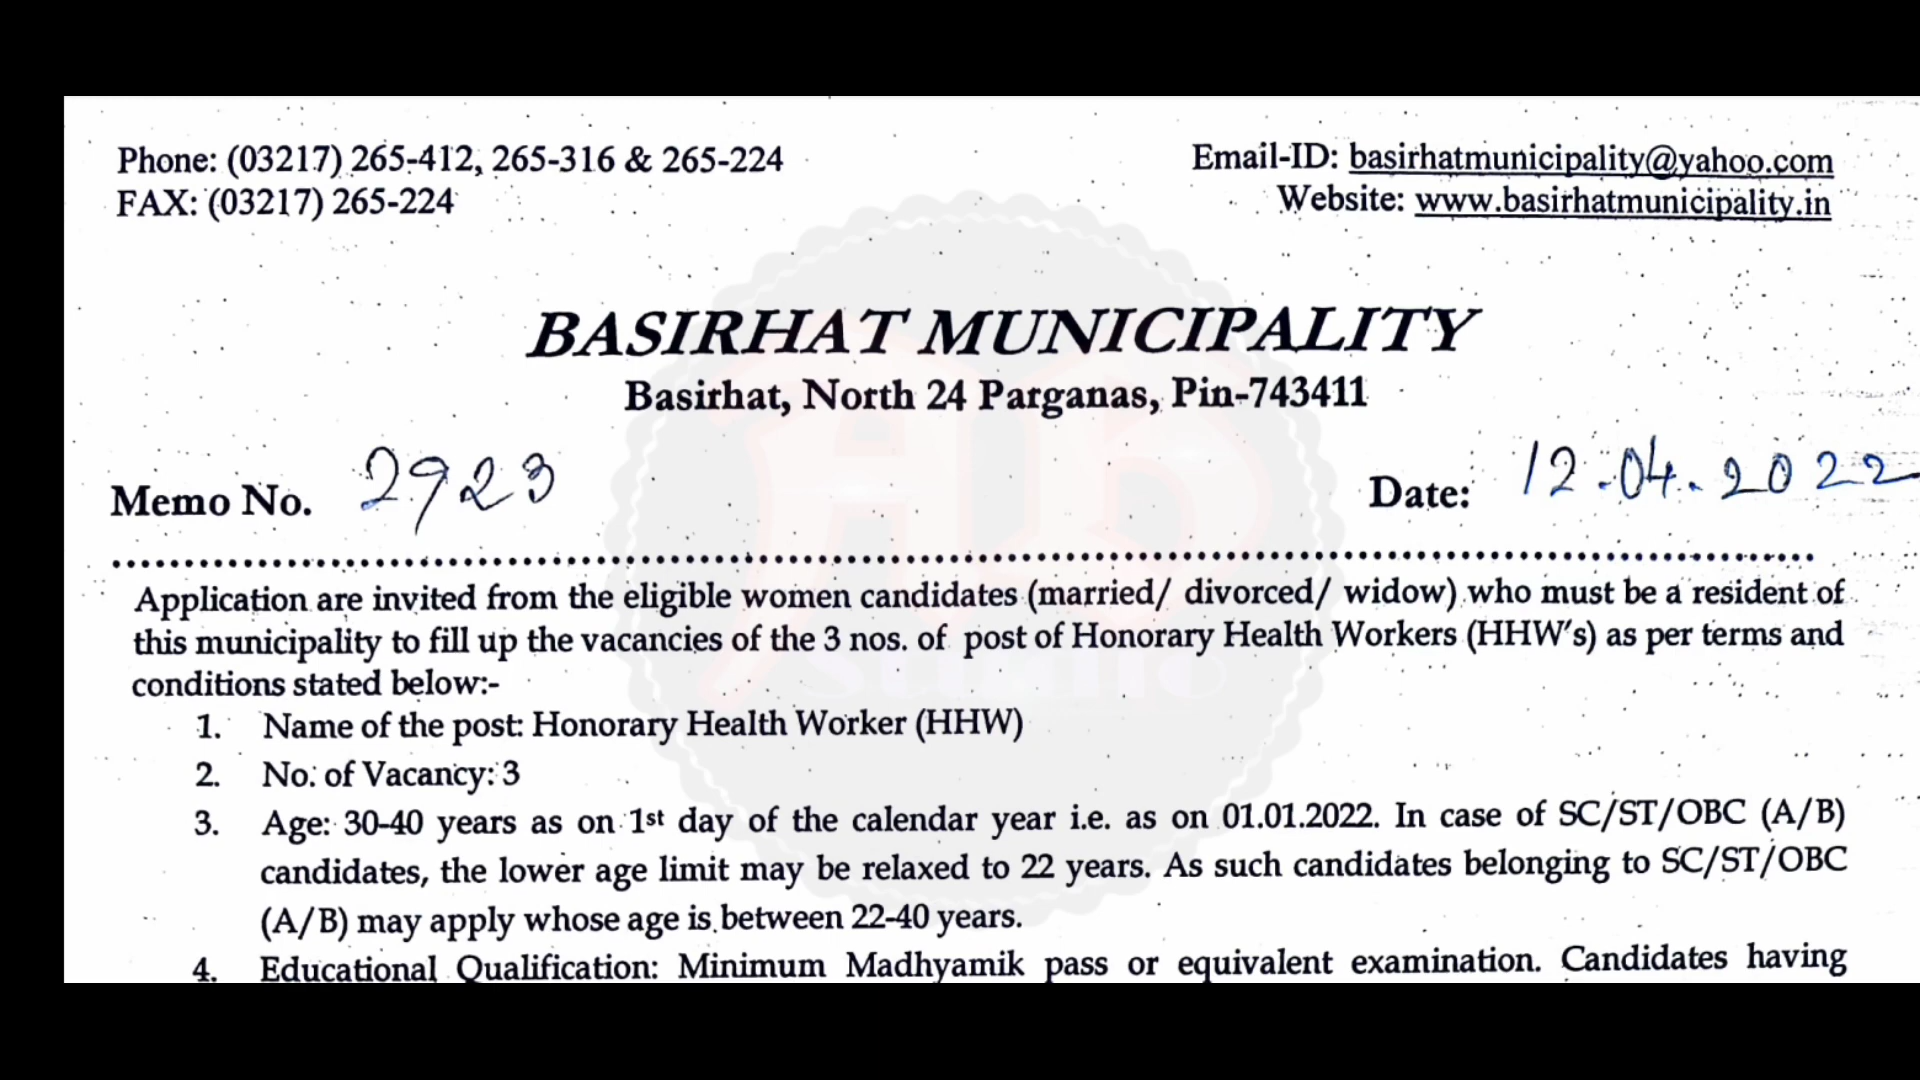 Phone: (03217) 265-412, 265-316 & 265-224
Email-ID: basirhatmunicipality@yahoo.com
FAX: (03217) 265-224
Website: www.basirhatmunicipality.in
BASIRHAT MUNICIPALITY
Basirhat, North 24 Parganas, Pin-743411
Memo No. 2923
Date: 12.04.2022
Application are invited from the eligible women candidates (married/ divorced/ widow) who must be a resident of
this municipality to fill up the vacancies of the 3 nos. of post of Honorary Health Workers (HHW's) as per terms and
conditions stated below:-
1. Name of the post: Honorary Health Worker (HHW)
2. No. of Vacancy: 3
3. Age: 30-40 years as on 1st day of the calendar year i.e. as on 01.01.2022. In case of SC/ST/OBC (A/B)
candidates, the lower age limit may be relaxed to 22 years. As such candidates belonging to SC/ST/OBC
(A/B) may apply whose age is between 22-40 years.
4. Educational Qualification: Minimum Madhyamik pass or equivalent examination. Candidates having